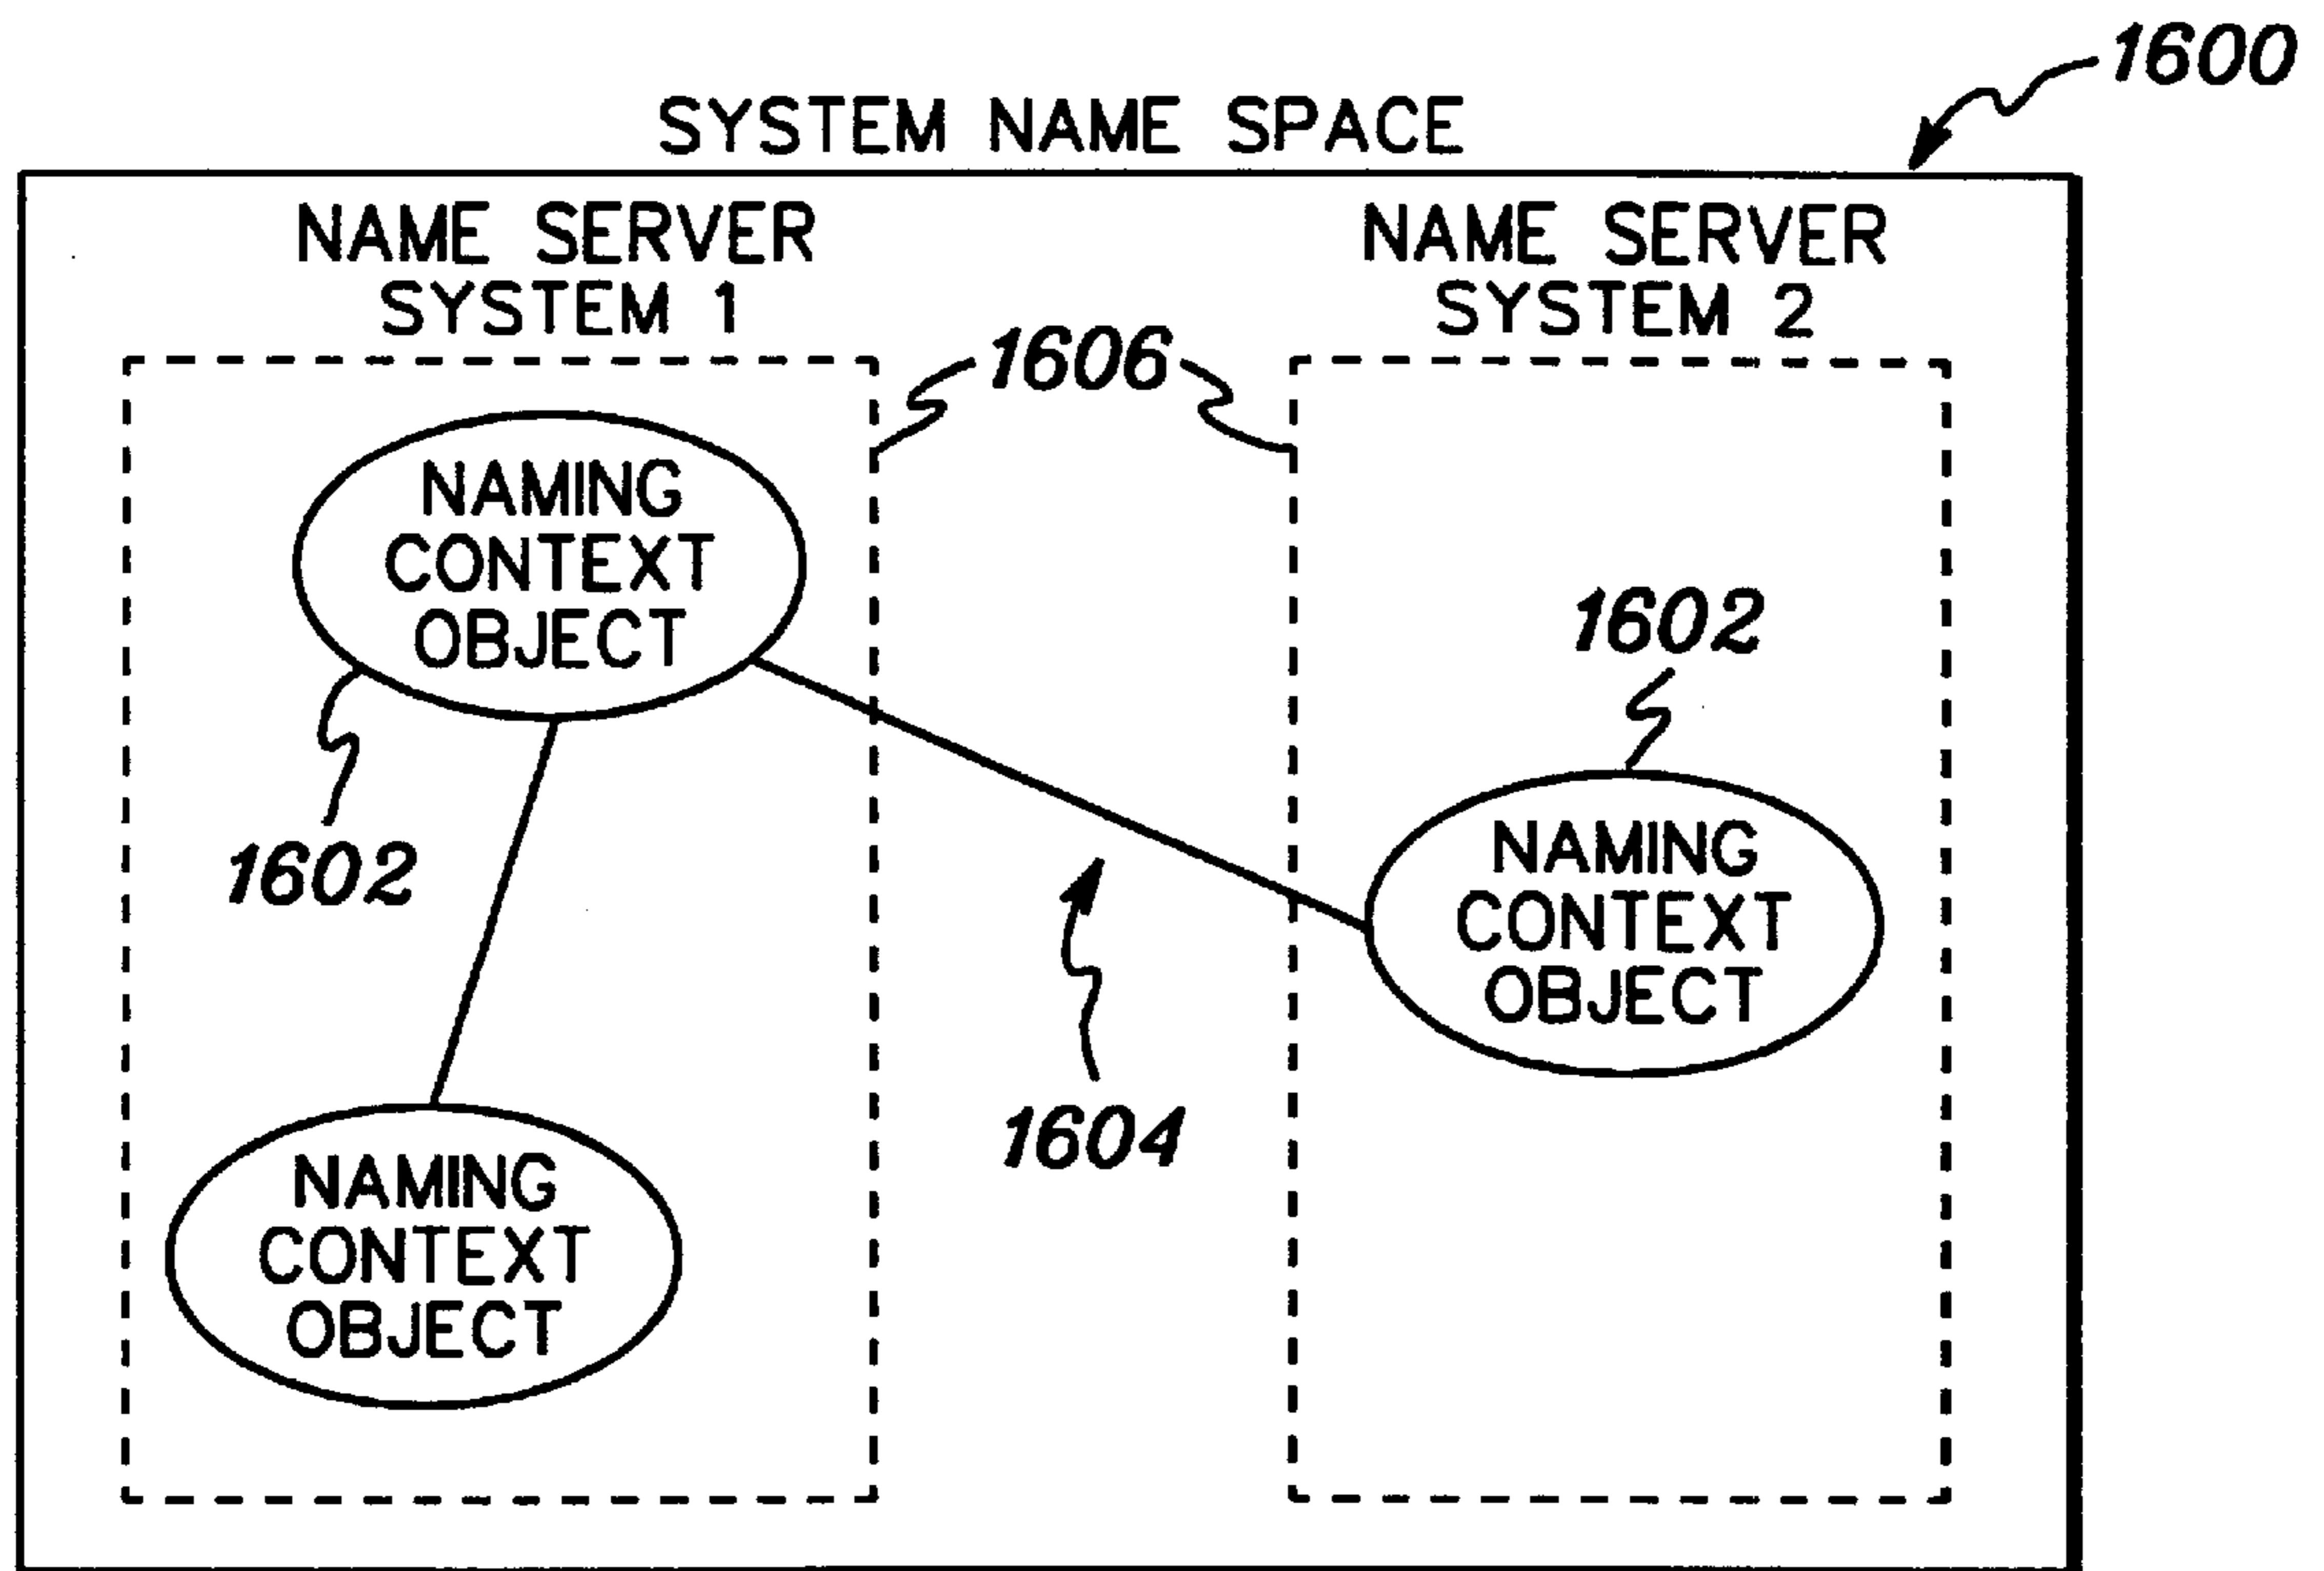 1600
SYSTEM NAME SPACE
NAME SERVER
SYSTEM 1
NAME SERVER
SYSTEM 2
1606
NAMING
CONTEXT
OBJECT
1602
1602
NAMING
CONTEXT
OBJECT
1604
NAMING
CONTEXT
OBJECT